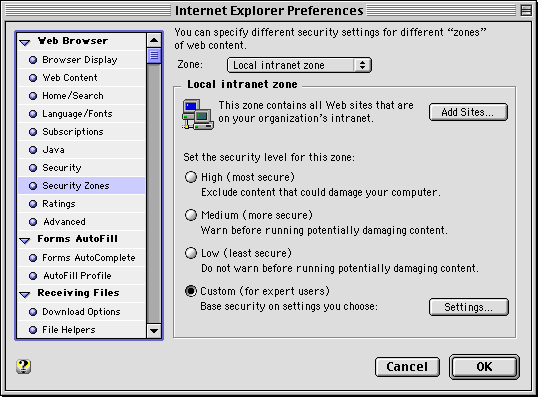 Internet Explorer Preferences
Web Browser
Browser Display
Web Content
Home/Search
Language/Fonts
Subscriptions
Java
Security
Security Zones
Ratings
Advanced
Forms AutoFill
Forms AutoComplete
AutoFill Profile
Receiving Files
Download Options
File Helpers
You can specify different security settings for different “zones”
of web content.
Zone: Local intranet zone
Local intranet zone
This zone contains all Web sites that are
on your organization's intranet.
Add Sites...
Set the security level for this zone:
High (most secure)
Exclude content that could damage your computer.
Medium (more secure)
Warn before running potentially damaging content.
Low (least secure)
Do not warn before running potentially damaging content.
Custom (for expert users)
Base security on settings you choose:
Settings...
?
Cancel
OK